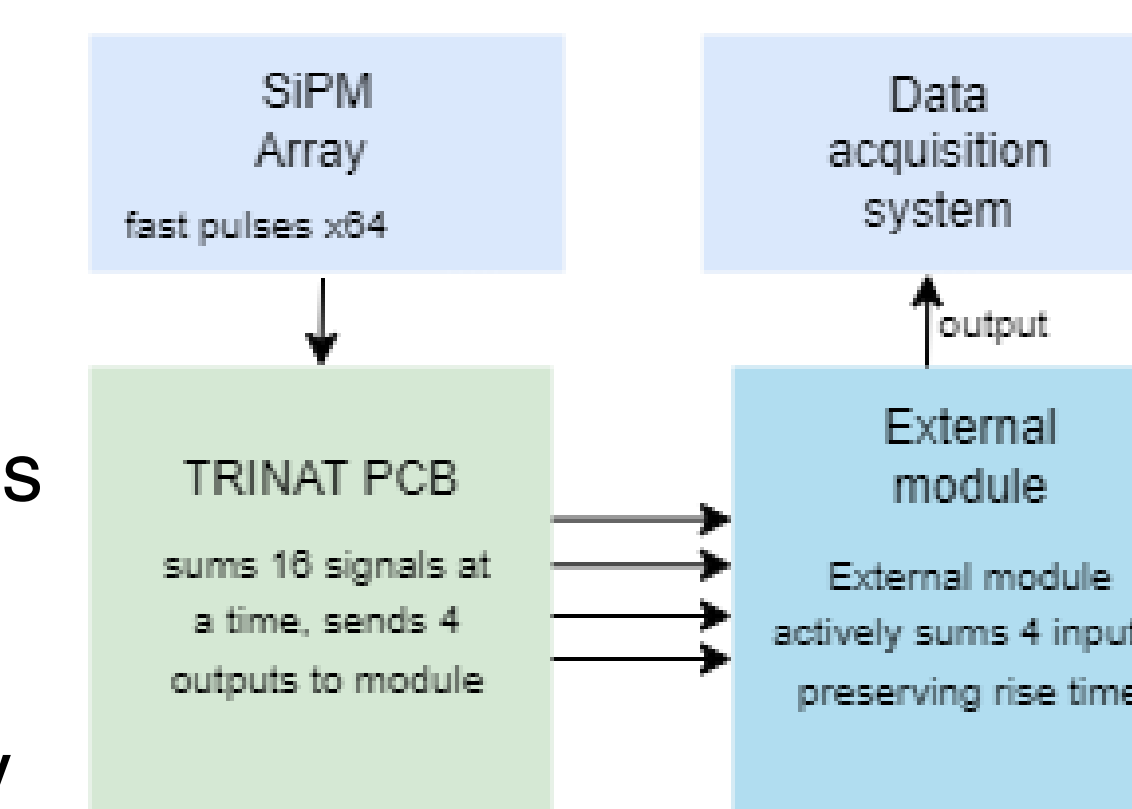 SiPM
Array
fast pulses x64
Data
acquisition
system
output
s
TRINAT PCB
sums 16 signals at
a time, sends 4
outputs to module
External
module
External module
actively sums 4 input
preserving rise time
y